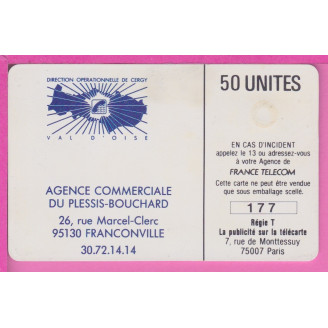 DIRECTION OPERATIONNELLE DE CERGY
VAL D'OISE
AGENCE COMMERCIALE
DU PLESSIS-BOUCHARD
26, rue Marcel-Clerc
95130 FRANCONVILLE
30.72.14.14
50 UNITES
EN CAS D'INCIDENT
appelez le 13 ou adressez-vous
à votre Agence de
FRANCE TELECOM
Cette carte ne peut être vendue
que sous emballage scellé.
177
Régie T
La publicité sur la télécarte
7, rue de Monttessuy
75007 Paris